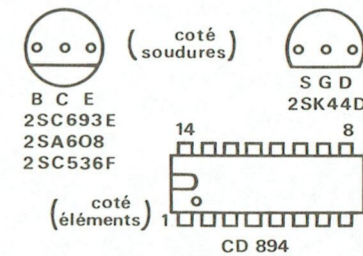 (coté
soudures)
B C E
2SC693E
2SA608
2SC536F
S G D
2SK44D
14 8
(coté
éléments)
1
CD 894